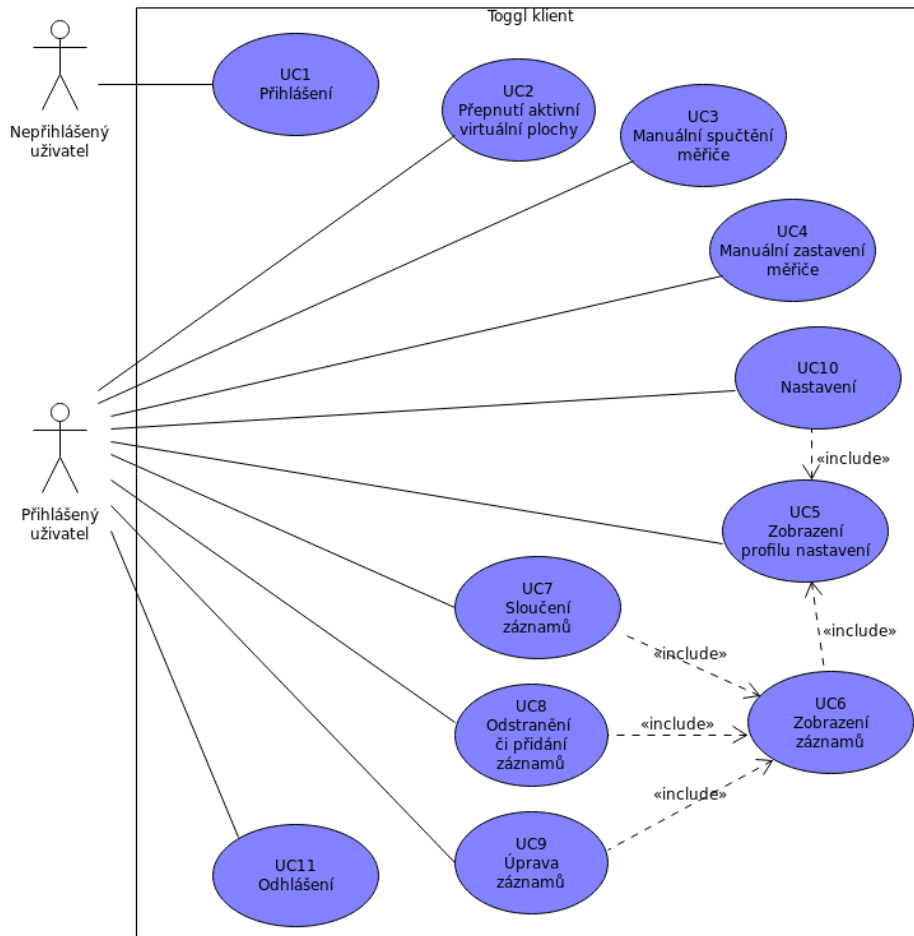 Toggl klient
UC1
Přihlášení
Nepřihlášený
uživatel
UC2
Přepnutí aktivní
virtuální plochy
UC3
Manuální spučtění
měřiče
UC4
Manuální zastavení
měřiče
UC10
Nastavení
«include»
Přihlášený
uživatel
UC5
Zobrazení
profilu nastavení
UC7
Sloučení
záznamů
«include»
«include»
UC6
Zobrazení
záznamů
UC8
Odstranění
či přidání
záznamů
«include»
«include»
UC9
Úprava
záznamů
UC11
Odhlášení